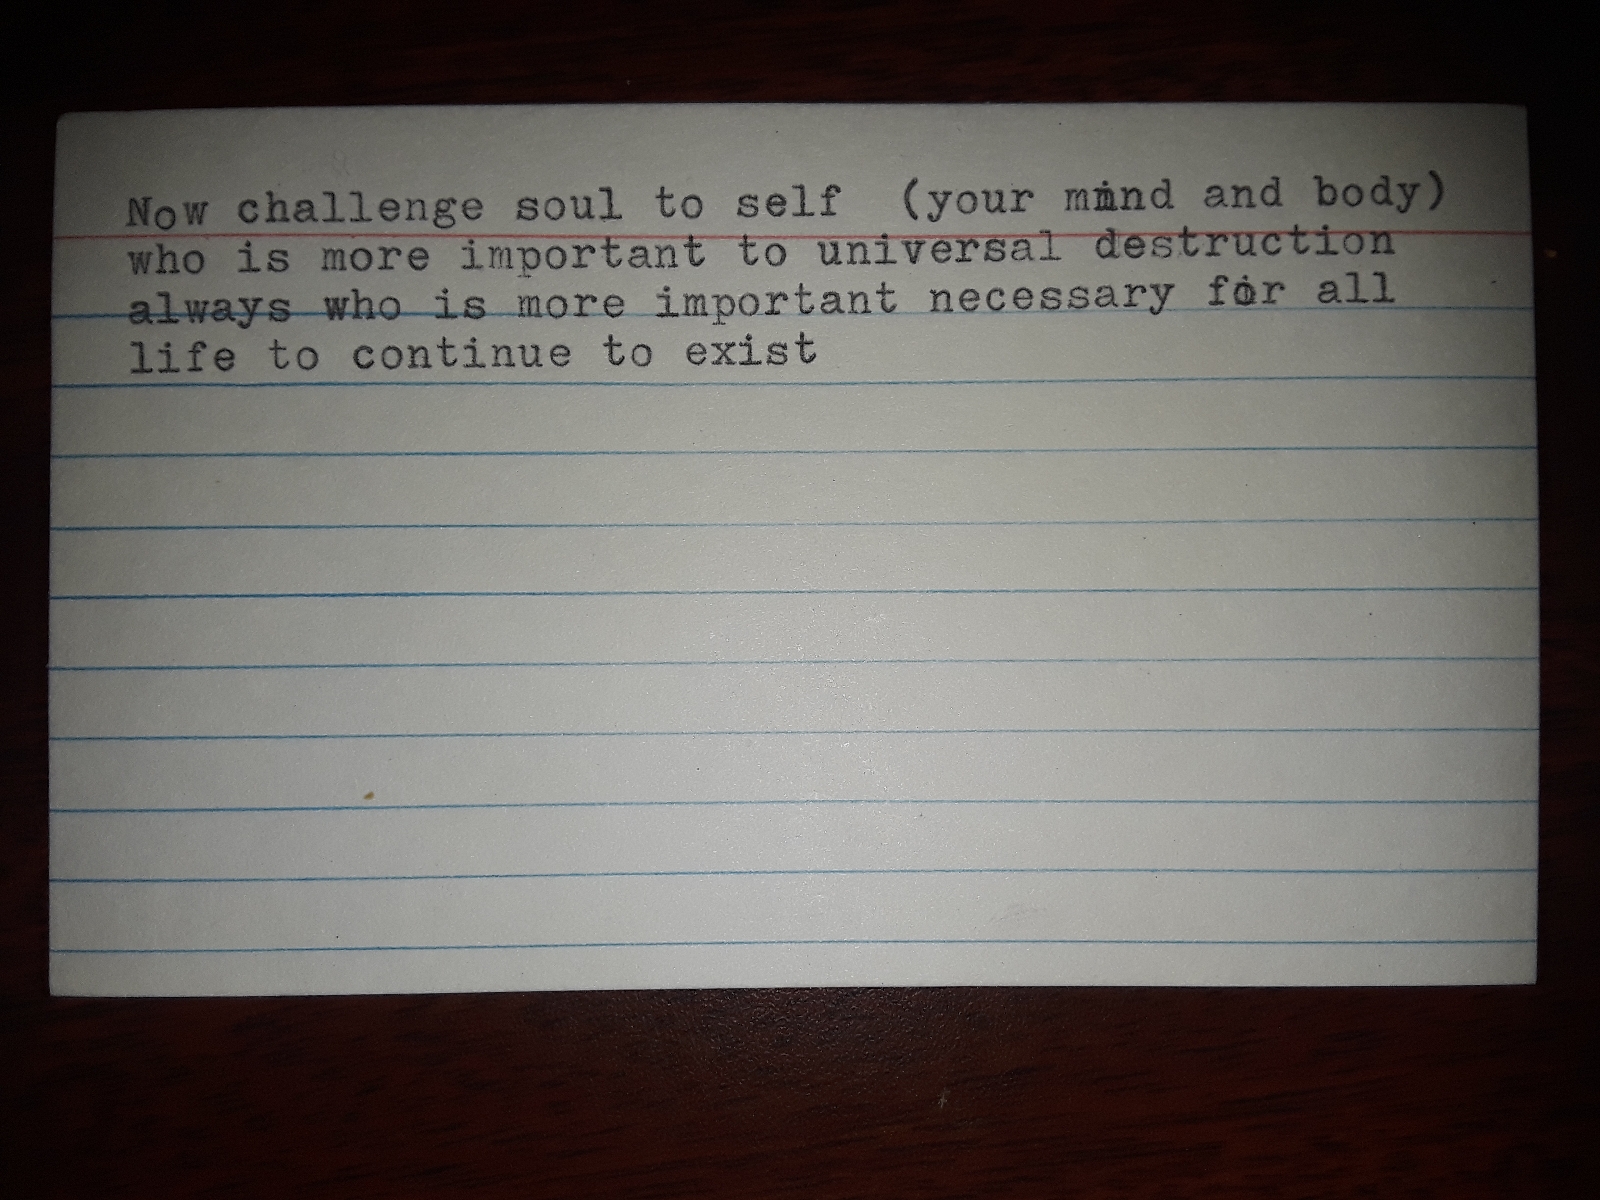 Now challenge soul to self  (your mind and body)
who is more important to universal destruction
always who is more important necessary for all
life to continue to exist